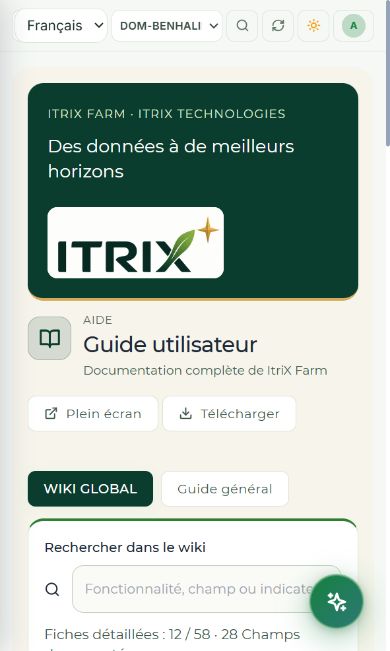 Français
DOM-BENHALI
A
ITRIX FARM · ITRIX TECHNOLOGIES
Des données à de meilleurs
horizons
ITRIX
AIDE
Guide utilisateur
Documentation complète de ItriX Farm
Plein écran
Télécharger
WIKI GLOBAL
Guide général
Rechercher dans le wiki
Fonctionnalité, champ ou
Fiches détaillées : 12 / 58 · 28 Champs